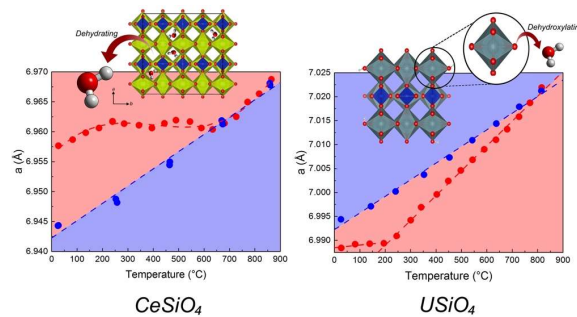 Dehydrating
Dehydroxylatin
a (Å)
6.970
6.965
6.960
6.955
6.950
6.945
6.940
0 100 200 300 400 500 600 700 800 900
Temperature (°C)
CeSiO4
a (Å)
7.025
7.020
7.015
7.010
7.005
7.000
6.995
6.990
0 100 200 300 400 500 600 700 800 900
Temperature (°C)
USiO4